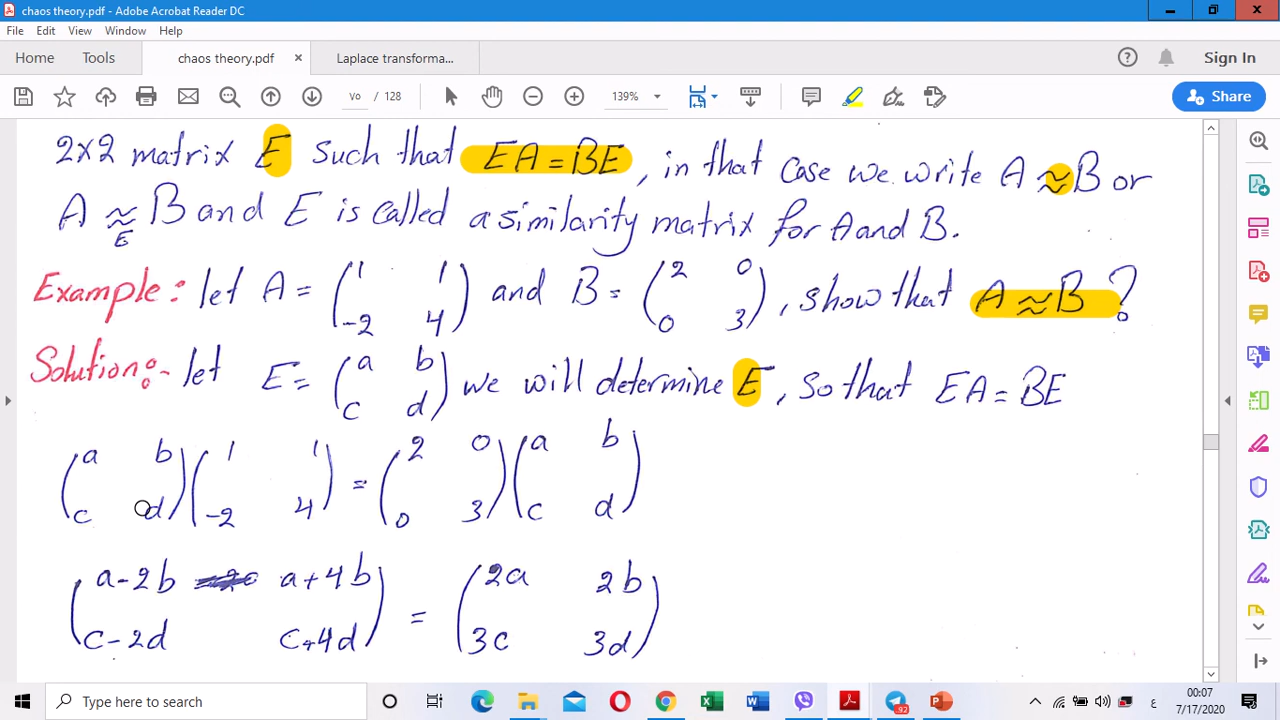 chaos theory.pdf - Adobe Acrobat Reader DC
File Edit View Window Help
Home Tools chaos theory.pdf × Laplace transforma...
Sign In
/ 128 139% Share
2×2 matrix E such that EA = BE, in that case we write A ≈ B or
A ≈ B and E is called a similarity matrix for A and B.
E
Example: let A = ( 1 1 and B = ( 2 0 , show that A ≈ B ?
-2 4 ) 0 3 )
Solution:- let E = ( a b we will determine E, so that EA = BE
c d )
( a b ) ( 1 1 ) = ( 2 0 ) ( a b )
( c d ) ( -2 4 ) ( 0 3 ) ( c d )
( a - 2b a + 4b ) = ( 2a 2b )
( c - 2d c + 4d ) ( 3c 3d )
Type here to search
92
ع
00:07
7/17/2020